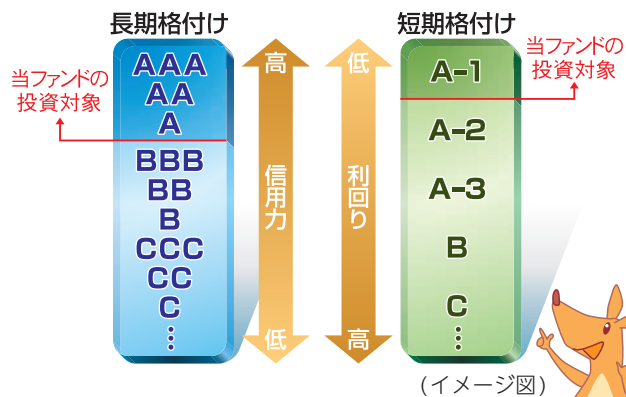 長期格付け
短期格付け
当ファンドの
投資対象
AAA
AA
A
BBB
BB
B
CCC
CC
C
⋮
高
信用力
低
低
利回り
高
当ファンドの
投資対象
A-1
A-2
A-3
B
C
⋮
(イメージ図)